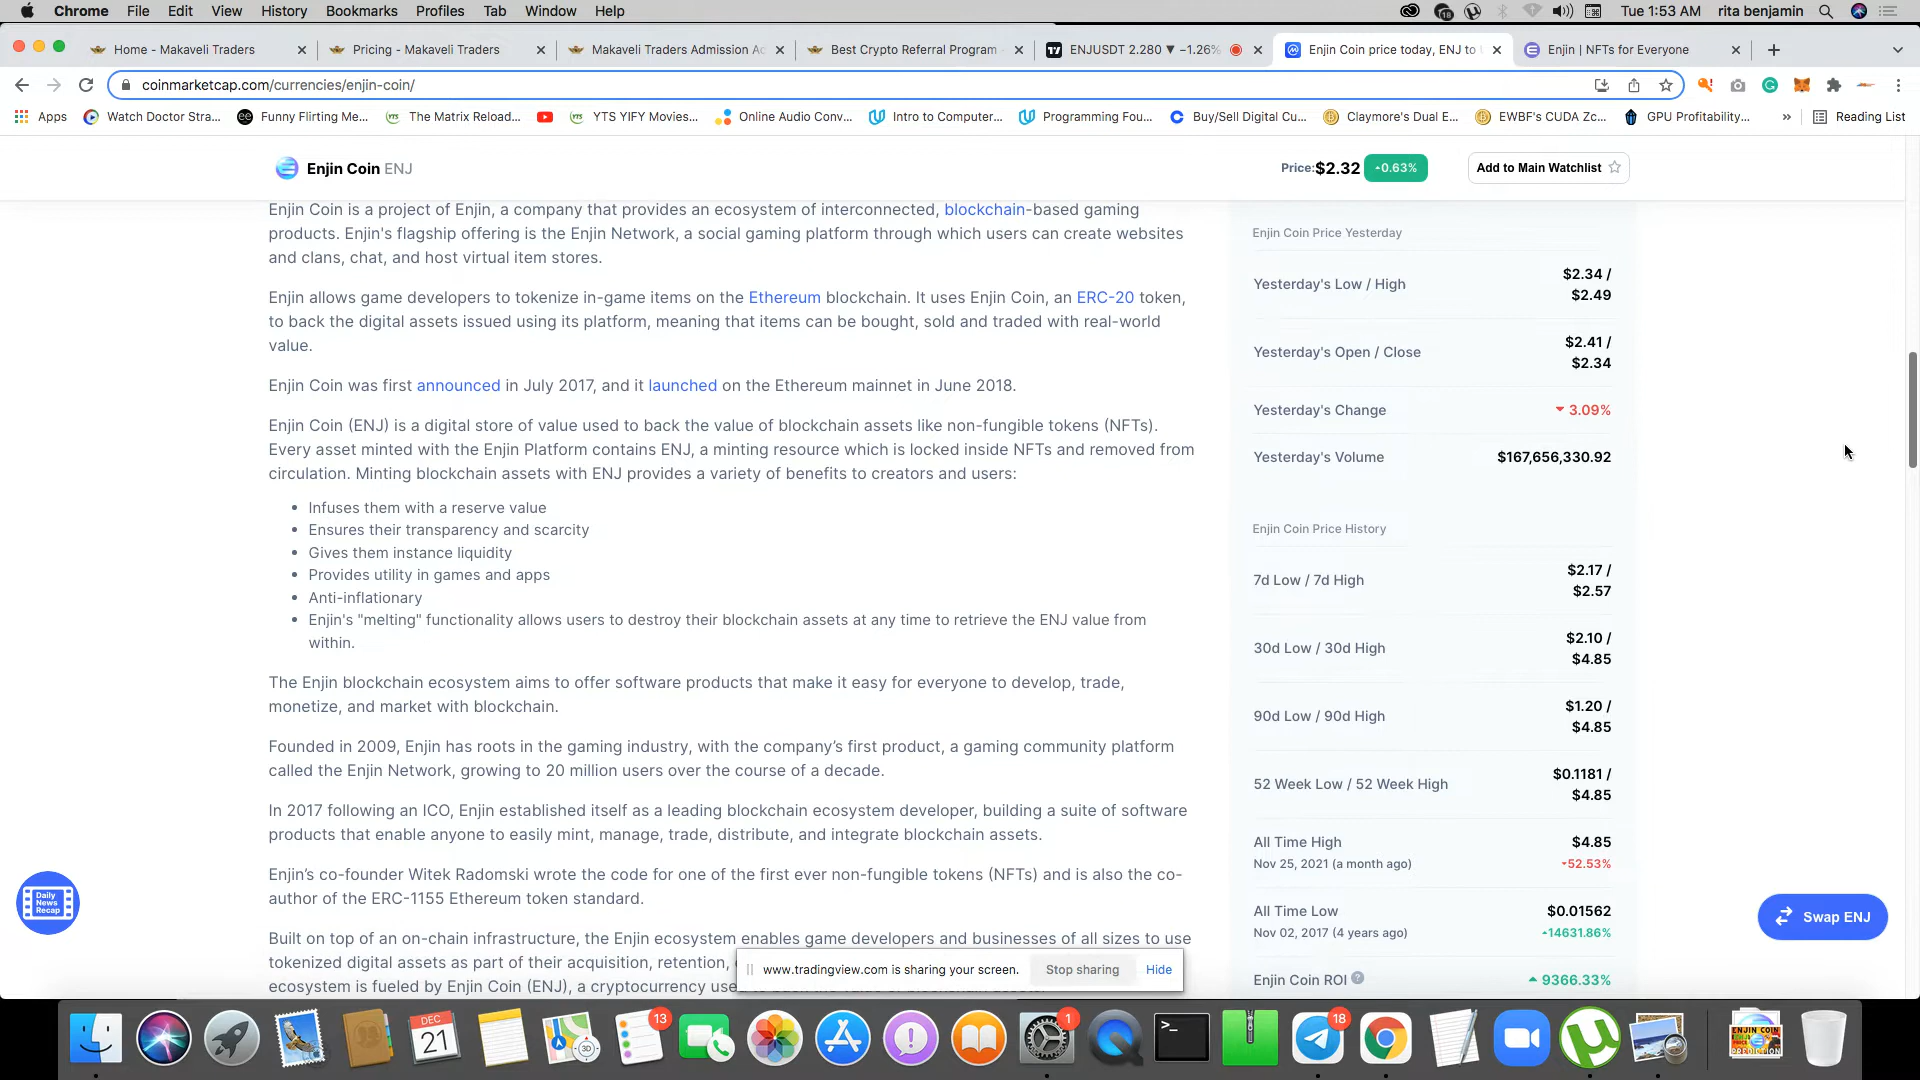 Chrome File Edit View History Bookmarks Profiles Tab Window Help
18
Tue 1:53 AM rita benjamin
Home - Makaveli Traders
Pricing - Makaveli Traders
Makaveli Traders Admission Ac
Best Crypto Referral Program
ENJUSDT 2.280 ▼ −1.26%
Enjin Coin price today, ENJ to
Enjin | NFTs for Everyone
coinmarketcap.com/currencies/enjin-coin/
Apps
Watch Doctor Stra...
Funny Flirting Me...
The Matrix Reload...
YTS YIFY Movies...
Online Audio Conv...
Intro to Computer...
Programming Fou...
Buy/Sell Digital Cu...
Claymore's Dual E...
EWBF's CUDA Zc...
GPU Profitability...
»
Reading List
Enjin Coin ENJ
Price:$2.32 0.63%
Add to Main Watchlist
Enjin Coin is a project of Enjin, a company that provides an ecosystem of interconnected, blockchain-based gaming
products. Enjin's flagship offering is the Enjin Network, a social gaming platform through which users can create websites
and clans, chat, and host virtual item stores.
Enjin allows game developers to tokenize in-game items on the Ethereum blockchain. It uses Enjin Coin, an ERC-20 token,
to back the digital assets issued using its platform, meaning that items can be bought, sold and traded with real-world
value.
Enjin Coin was first announced in July 2017, and it launched on the Ethereum mainnet in June 2018.
Enjin Coin (ENJ) is a digital store of value used to back the value of blockchain assets like non-fungible tokens (NFTs).
Every asset minted with the Enjin Platform contains ENJ, a minting resource which is locked inside NFTs and removed from
circulation. Minting blockchain assets with ENJ provides a variety of benefits to creators and users:
• Infuses them with a reserve value
• Ensures their transparency and scarcity
• Gives them instance liquidity
• Provides utility in games and apps
• Anti-inflationary
• Enjin's "melting" functionality allows users to destroy their blockchain assets at any time to retrieve the ENJ value from
within.
The Enjin blockchain ecosystem aims to offer software products that make it easy for everyone to develop, trade,
monetize, and market with blockchain.
Founded in 2009, Enjin has roots in the gaming industry, with the company’s first product, a gaming community platform
called the Enjin Network, growing to 20 million users over the course of a decade.
In 2017 following an ICO, Enjin established itself as a leading blockchain ecosystem developer, building a suite of software
products that enable anyone to easily mint, manage, trade, distribute, and integrate blockchain assets.
Enjin’s co-founder Witek Radomski wrote the code for one of the first ever non-fungible tokens (NFTs) and is also the co-
author of the ERC-1155 Ethereum token standard.
Built on top of an on-chain infrastructure, the Enjin ecosystem enables game developers and businesses of all sizes to use
tokenized digital assets as part of their acquisition, retention,
ecosystem is fueled by Enjin Coin (ENJ), a cryptocurrency
Enjin Coin Price Yesterday
Yesterday's Low / High
$2.34 /
$2.49
Yesterday's Open / Close
$2.41 /
$2.34
Yesterday's Change
3.09%
Yesterday's Volume
$167,656,330.92
Enjin Coin Price History
7d Low / 7d High
$2.17 /
$2.57
30d Low / 30d High
$2.10 /
$4.85
90d Low / 90d High
$1.20 /
$4.85
52 Week Low / 52 Week High
$0.1181 /
$4.85
All Time High
$4.85
Nov 25, 2021 (a month ago)
52.53%
All Time Low
$0.01562
Nov 02, 2017 (4 years ago)
14631.86%
Enjin Coin ROI
9366.33%
Daily
News
Recap
Swap ENJ
www.tradingview.com is sharing your screen.
Stop sharing
Hide
DEC
21
3D
13
1
18
ENJIN COIN